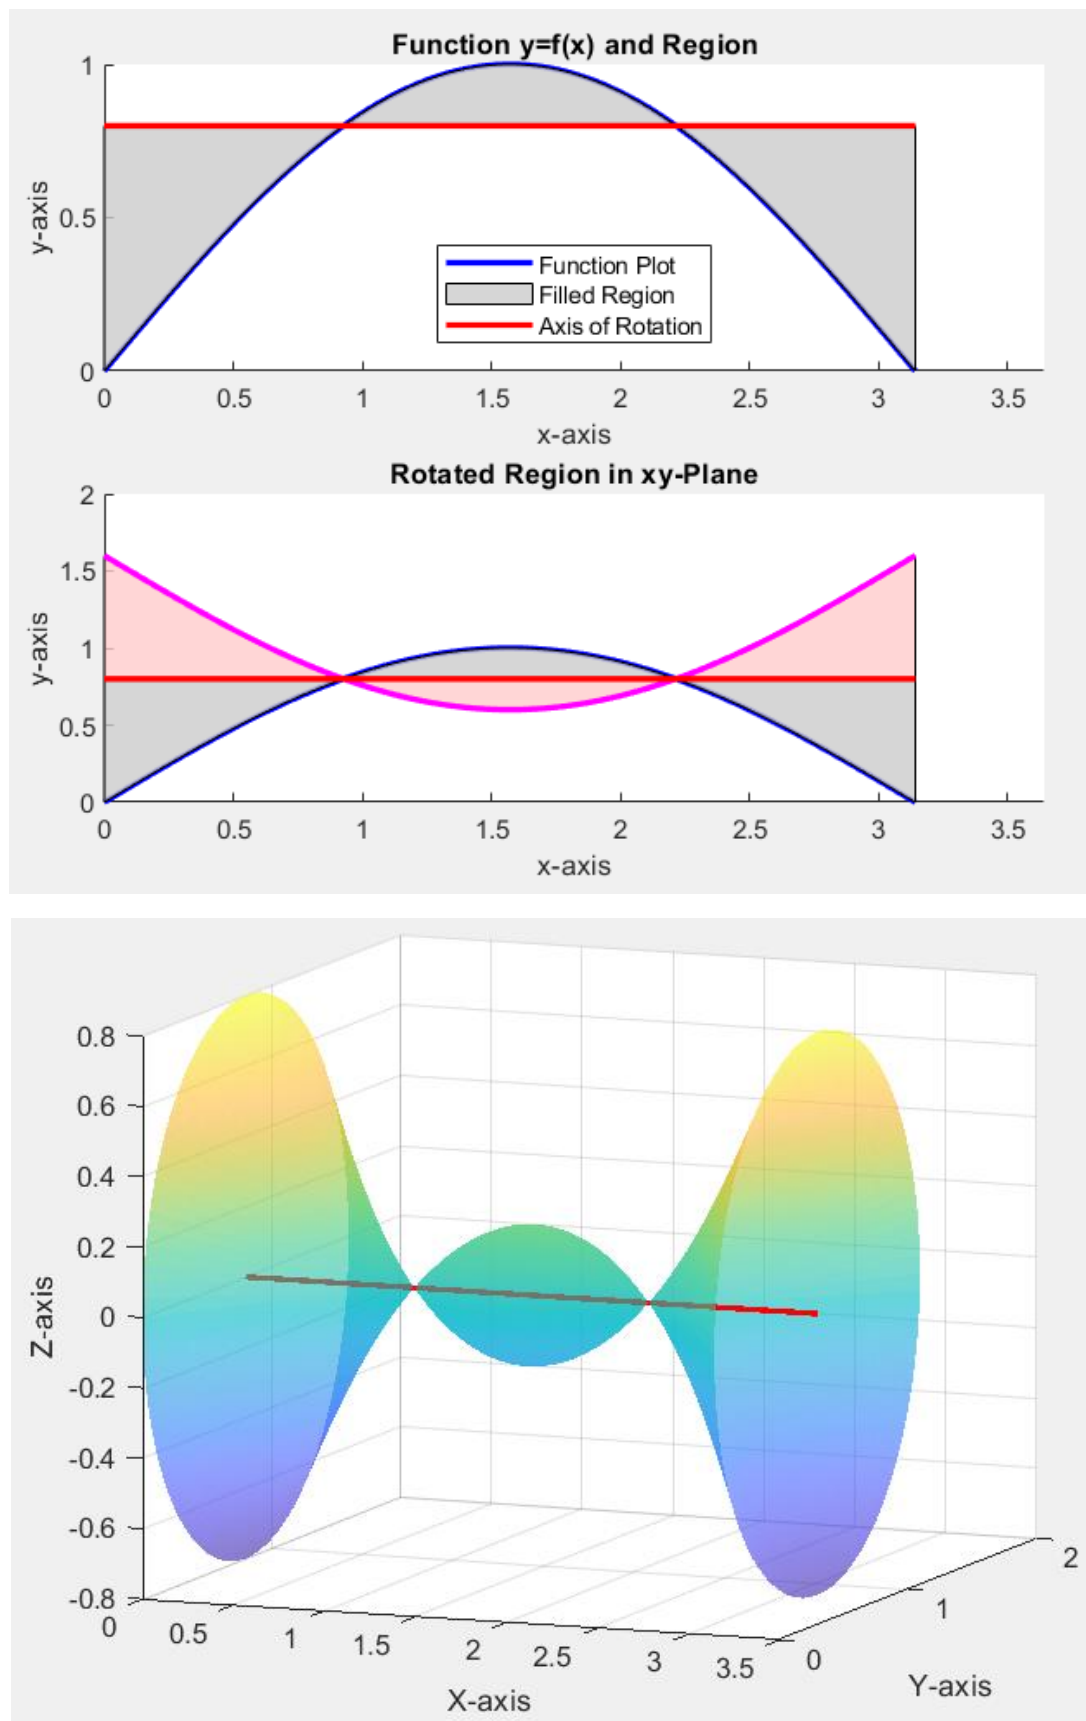 Function y=f(x) and Region
1
0.5
0
y-axis
Function Plot
Filled Region
Axis of Rotation
0 0.5 1 1.5 2 2.5 3 3.5
x-axis
Rotated Region in xy-Plane
2
1.5
1
0.5
0
y-axis
0 0.5 1 1.5 2 2.5 3 3.5
x-axis
0.8
0.6
0.4
0.2
0
-0.2
-0.4
-0.6
-0.8
Z-axis
0 0.5 1 1.5 2 2.5 3 3.5
X-axis
0 1 2
Y-axis